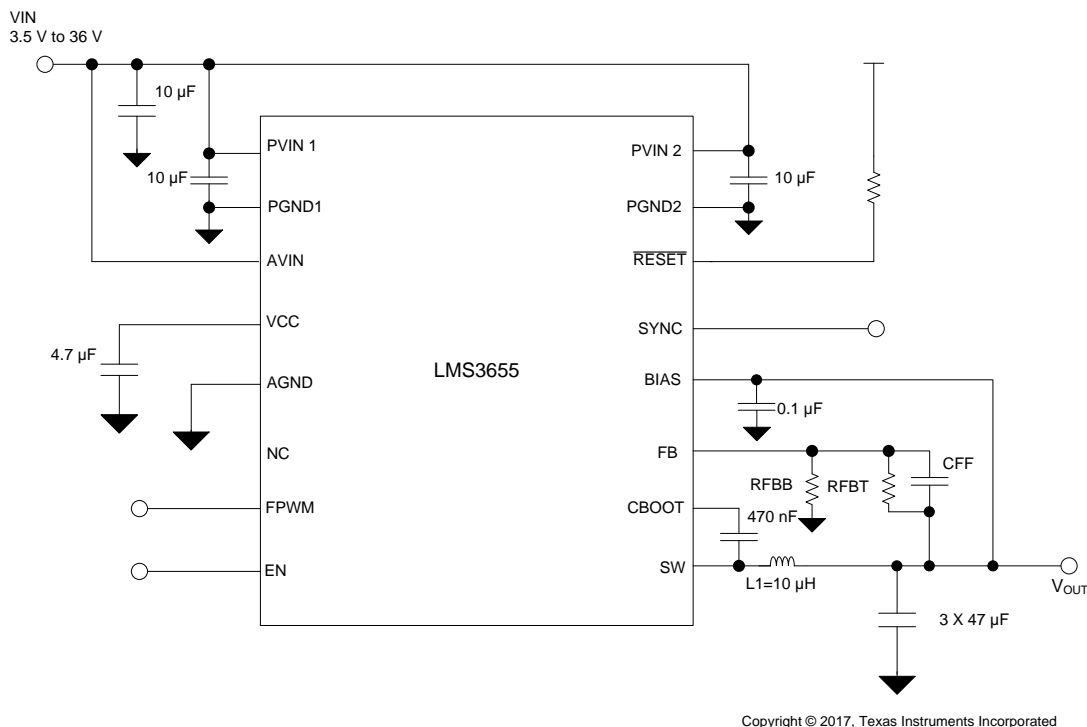 VIN
3.5 V to 36 V
10 µF
PVIN 1
PVIN 2
10 µF
10 µF
PGND1
PGND2
AVIN
RESET
VCC
SYNC
4.7 µF
LMS3655
AGND
BIAS
0.1 µF
NC
FB
CFF
RFBB
RFBT
FPWM
CBOOT
470 nF
EN
SW
L1=10 µH
VOUT
3 X 47 µF
Copyright © 2017, Texas Instruments Incorporated